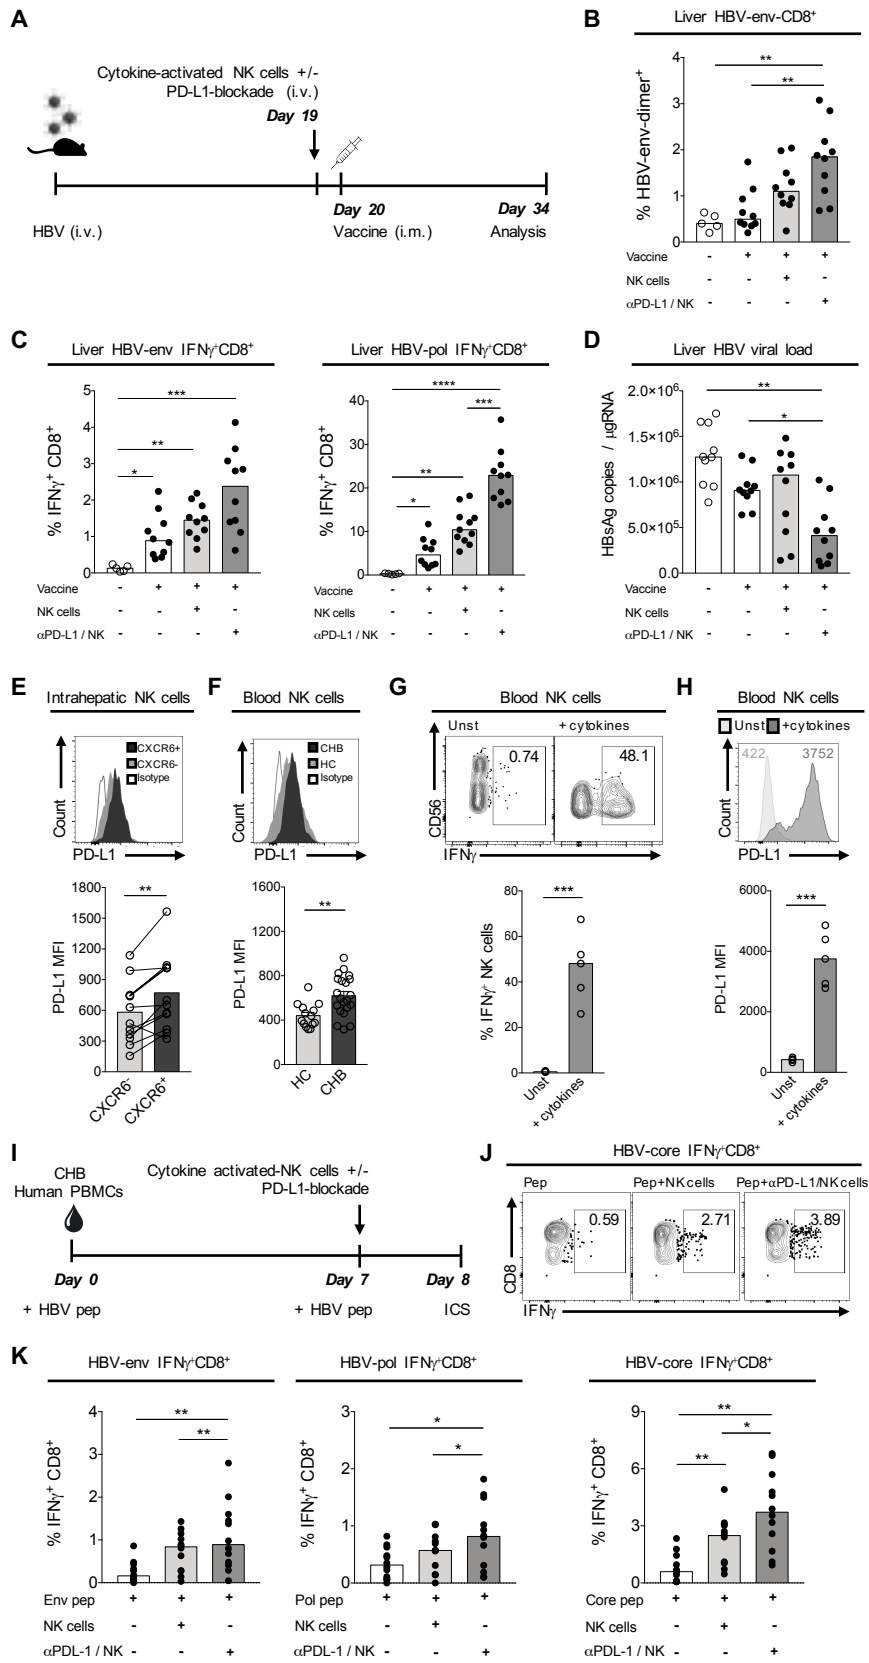 A
Cytokine-activated NK cells +/-
PD-L1-blockade (i.v.)
Day 19
Day 20
Day 34
HBV (i.v.)
Vaccine (i.m.)
Analysis
B
Liver HBV-env-CD8+
% HBV-env-dimer+
4
3
2
1
0
**
**
Vaccine - + + +
NK cells - - + -
αPD-L1 / NK - - - +
C
Liver HBV-env IFNγ+CD8+
% IFNγ+ CD8+
5
4
3
2
1
0
***
**
*
Vaccine - + + +
NK cells - - + -
αPD-L1 / NK - - - +
Liver HBV-pol IFNγ+CD8+
% IFNγ+ CD8+
40
30
20
10
0
****
***
**
*
- + + +
- - + -
- - - +
D
Liver HBV viral load
HBsAg copies / μgRNA
2.0×10⁶
1.5×10⁶
1.0×10⁶
5.0×10⁵
0
**
*
Vaccine - + + +
NK cells - - + -
αPD-L1 / NK - - - +
E
Intrahepatic NK cells
CXCR6+
CXCR6-
Isotype
Count
PD-L1
PD-L1 MFI
1800
1500
1200
900
600
300
0
**
CXCR6-
CXCR6+
F
Blood NK cells
CHB
HC
Isotype
Count
PD-L1
PD-L1 MFI
1600
1200
800
400
0
**
HC
CHB
G
Blood NK cells
Unst
+ cytokines
0.74
48.1
CD56
IFNγ
% IFNγ+ NK cells
80
60
40
20
0
***
Unst
+ cytokines
H
Blood NK cells
Unst
+cytokines
422
3752
Count
PD-L1
PD-L1 MFI
6000
4000
2000
0
***
Unst
+ cytokines
I
CHB
Human PBMCs
Cytokine activated-NK cells +/-
PD-L1-blockade
Day 0
Day 7
Day 8
+ HBV pep
+ HBV pep
ICS
J
HBV-core IFNγ+CD8+
Pep
Pep+NK cells
Pep+αPD-L1/NK cells
0.59
2.71
3.89
CD8
IFNγ
K
HBV-env IFNγ+CD8+
% IFNγ+ CD8+
4
3
2
1
0
**
**
Env pep + + +
NK cells - + -
αPDL-1 / NK - - +
HBV-pol IFNγ+CD8+
% IFNγ+ CD8+
3
2
1
0
*
*
Pol pep + + +
NK cells - + -
αPDL-1 / NK - - +
HBV-core IFNγ+CD8+
% IFNγ+ CD8+
9
6
3
0
**
*
**
Core pep + + +
NK cells - + -
αPDL-1 / NK - - +